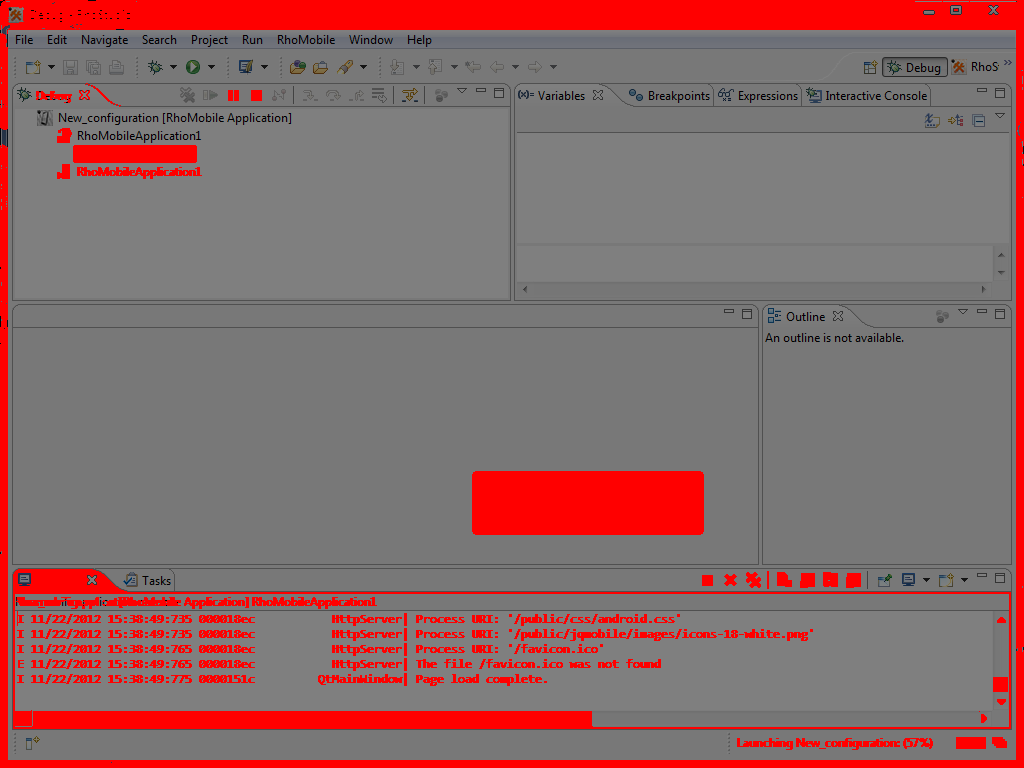 File Edit Navigate Search Project Run RhoMobile Window Help
Debug RhoS
Debug
Variables Breakpoints Expressions Interactive Console
New_configuration [RhoMobile Application]
RhoMobileApplication1
RhoMobileApplication1
Outline
An outline is not available.
Tasks
New_configuration [RhoMobile Application] RhoMobileApplication1
I 11/22/2012 15:38:49:735 000018ec HttpServer| Process URI: '/public/css/android.css'
I 11/22/2012 15:38:49:735 000018ec HttpServer| Process URI: '/public/jqmobile/images/icons-18-white.png'
I 11/22/2012 15:38:49:765 000018ec HttpServer| Process URI: '/favicon.ico'
E 11/22/2012 15:38:49:765 000018ec HttpServer| The file /favicon.ico was not found
I 11/22/2012 15:38:49:775 0000151c QtMainWindow| Page load complete.
Launching New_configuration: (57%)